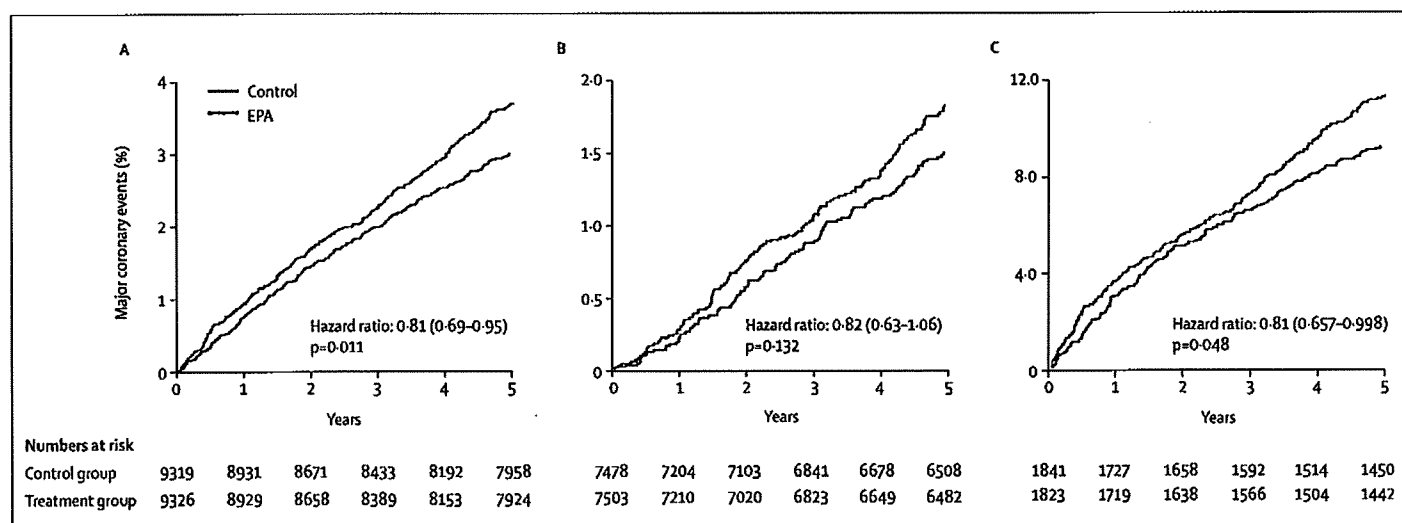 A
B
C
4
3
2
1
0
Major coronary events (%)
Control
EPA
Hazard ratio: 0·81 (0·69–0·95)
p=0·011
0 1 2 3 4 5
Years
2·0
1·5
1·0
0·5
0
Hazard ratio: 0·82 (0·63–1·06)
p=0·132
0 1 2 3 4 5
Years
12·0
8·0
4·0
0
Hazard ratio: 0·81 (0·657–0·998)
p=0·048
0 1 2 3 4 5
Years
Numbers at risk
Control group 9319 8931 8671 8433 8192 7958 7478 7204 7103 6841 6678 6508 1841 1727 1658 1592 1514 1450
Treatment group 9326 8929 8658 8389 8153 7924 7503 7210 7020 6823 6649 6482 1823 1719 1638 1566 1504 1442